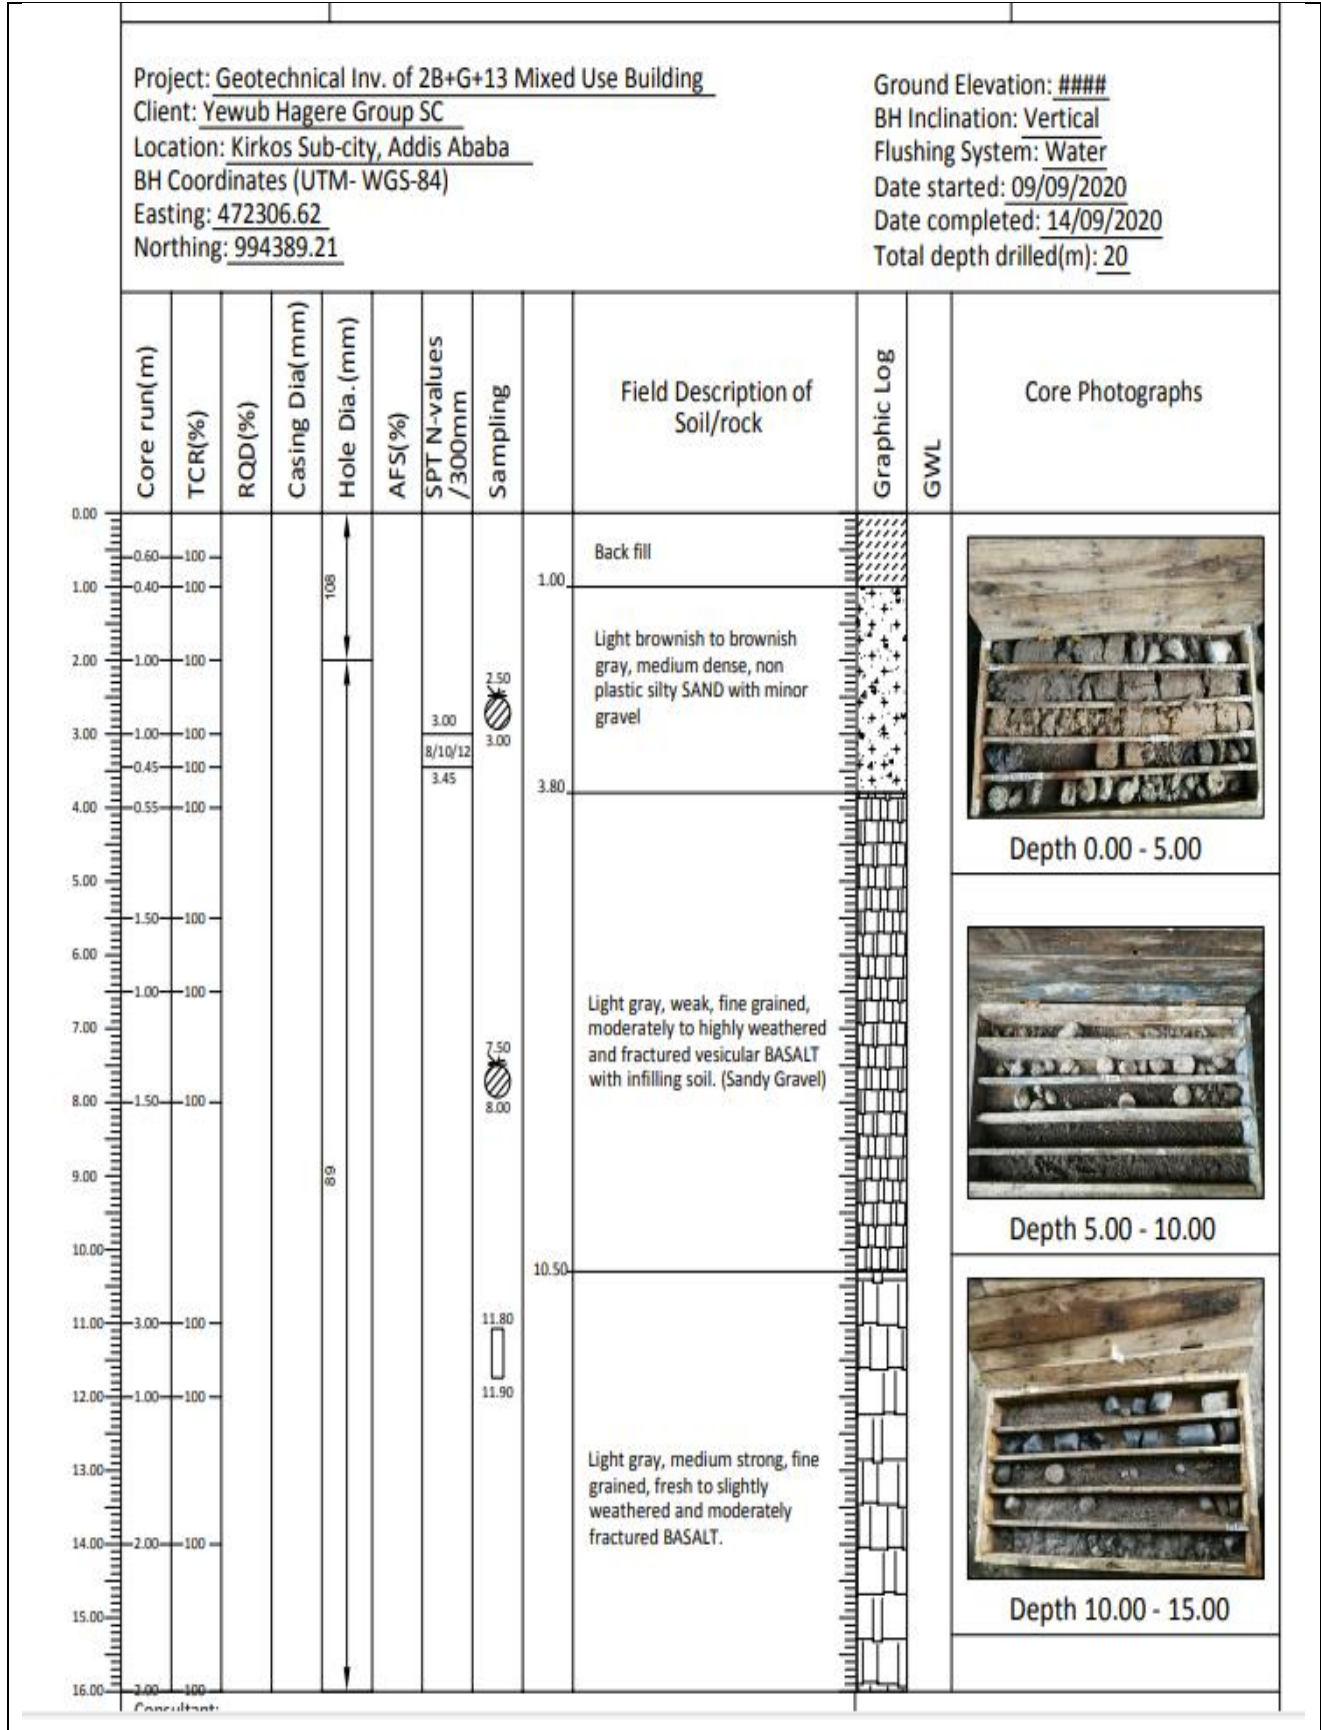 Project: Geotechnical Inv. of 2B+G+13 Mixed Use Building
Client: Yewub Hagere Group SC
Location: Kirkos Sub-city, Addis Ababa
BH Coordinates (UTM- WGS-84)
Easting: 472306.62
Northing: 994389.21
Ground Elevation: ####
BH Inclination: Vertical
Flushing System: Water
Date started: 09/09/2020
Date completed: 14/09/2020
Total depth drilled(m): 20
Core run(m)
TCR(%)
RQD(%)
Casing Dia(mm)
Hole Dia.(mm)
AFS(%)
SPT N-values
/300mm
Sampling
Field Description of
Soil/rock
Graphic Log
GWL
Core Photographs
0.00
0.60 100
1.00 0.40 100
2.00 1.00 100
3.00 1.00 100
0.45 100
4.00 0.55 100
5.00
1.50 100
6.00
1.00 100
7.00
8.00 1.50 100
9.00
10.00
11.00 3.00 100
12.00 1.00 100
13.00
14.00 2.00 100
15.00
16.00 2.00 100
108
89
3.00
8/10/12
3.45
2.50
3.00
7.50
8.00
11.80
11.90
1.00
3.80
10.50
Back fill
Light brownish to brownish
gray, medium dense, non
plastic silty SAND with minor
gravel
Light gray, weak, fine grained,
moderately to highly weathered
and fractured vesicular BASALT
with infilling soil. (Sandy Gravel)
Light gray, medium strong, fine
grained, fresh to slightly
weathered and moderately
fractured BASALT.
Depth 0.00 - 5.00
Depth 5.00 - 10.00
Depth 10.00 - 15.00
Consultant: